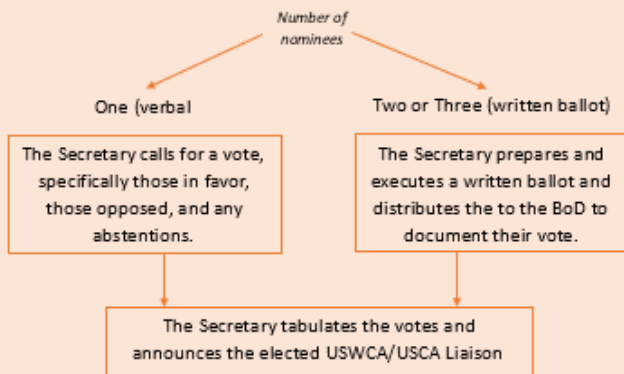 Number of
nominees
One (verbal
Two or Three (written ballot)
The Secretary calls for a vote,
specifically those in favor,
those opposed, and any
abstentions.
The Secretary prepares and
executes a written ballot and
distributes the to the BoD to
document their vote.
The Secretary tabulates the votes and
announces the elected USWCA/USCA Liaison